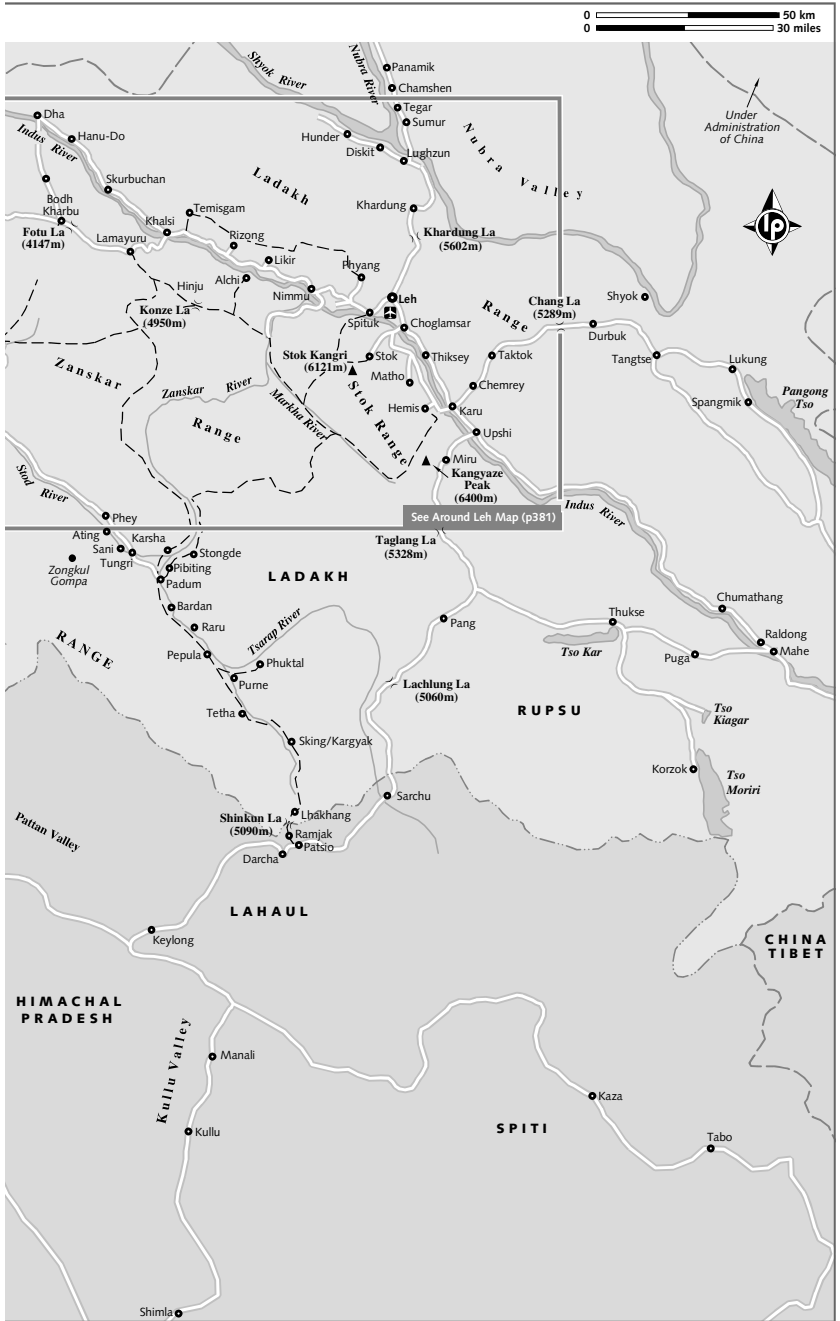 0 50 km
0 30 miles
Shyok River
Nubra River
Panamik
Chamshen
Tegar
Sumur
Under
Administration
of China
Dha
Hanu-Do
Indus River
Hunder
Diskit
Lughzun
Nubra Valley
Skurbuchan
Ladakh
Bodh
Kharbu
Temisgam
Khardung
Fotu La
(4147m)
Khalsi
Lamayuru
Rizong
Khardung La
(5602m)
lp
Likir
Phyang
Hinju
Alchi
Nimmu
Leh
Range
Chang La
(5289m)
Shyok
Konze La
(4950m)
Spituk
Choglamsar
Durbuk
Stok Kangri
(6121m)
Stok
Thiksey
Taktok
Tangtse
Lukung
Zanskar
Zanskar River
Matho
Chemrey
Spangmik
Pangong
Tso
Range
Markha River
Stok Range
Hemis
Karu
Upshi
Miru
Kangyaze
Peak
(6400m)
Stod
River
Indus River
Phey
See Around Leh Map (p381)
Ating
Karsha
Taglang La
(5328m)
Sani
Tungri
Stongde
Zongkul
Gompa
Pibiting
LADAKH
Padum
Bardan
Chumathang
Raru
Tsarap River
Pang
Thukse
RANGE
Tso Kar
Raldong
Mahe
Pepula
Phuktal
Puga
Purne
Lachlung La
(5060m)
Tetha
RUPSU
Tso
Kiagar
Sking/Kargyak
Korzok
Tso
Moriri
Sarchu
Lhakhang
Shinkun La
(5090m)
Ramjak
Patsio
Darcha
Pattan Valley
LAHAUL
Keylong
CHINA
TIBET
HIMACHAL
PRADESH
Kullu Valley
Manali
Kaza
Kullu
SPITI
Tabo
Shimla